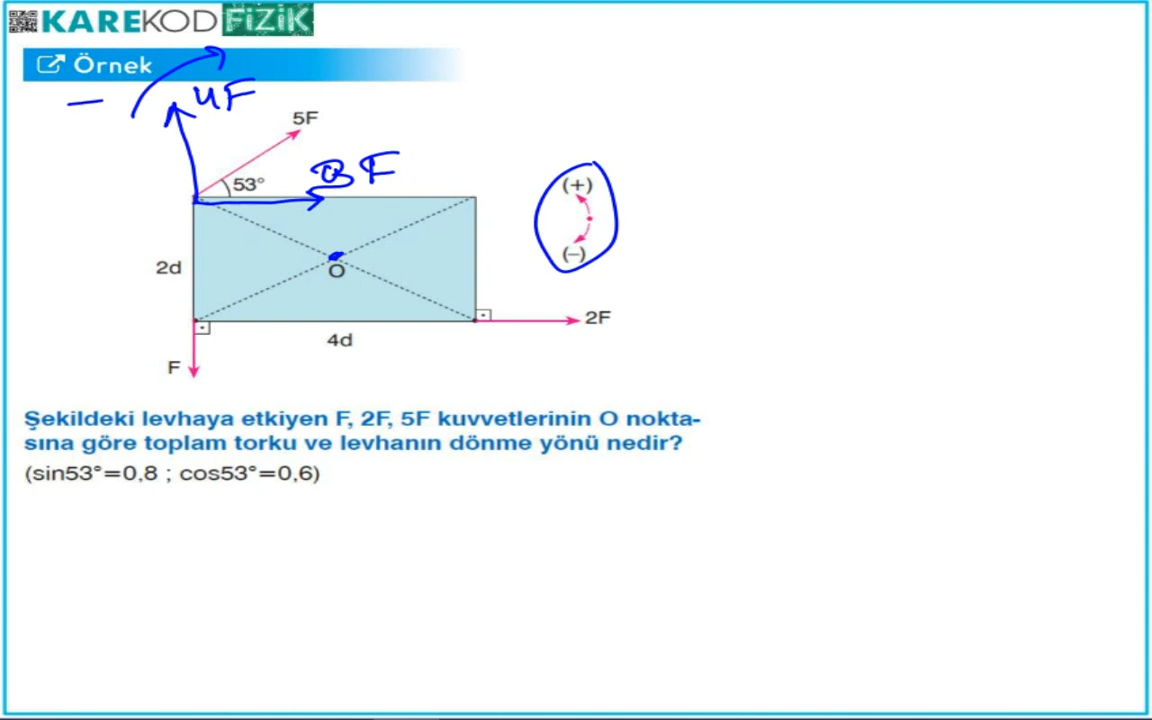 KAREKOD FİZİK
Örnek
— 4F
5F
53°
3F
(+)
(−)
2d
O
2F
4d
F
Şekildeki levhaya etkiyen F, 2F, 5F kuvvetlerinin O nokta-
sına göre toplam torku ve levhanın dönme yönü nedir?
(sin53°=0,8 ; cos53°=0,6)